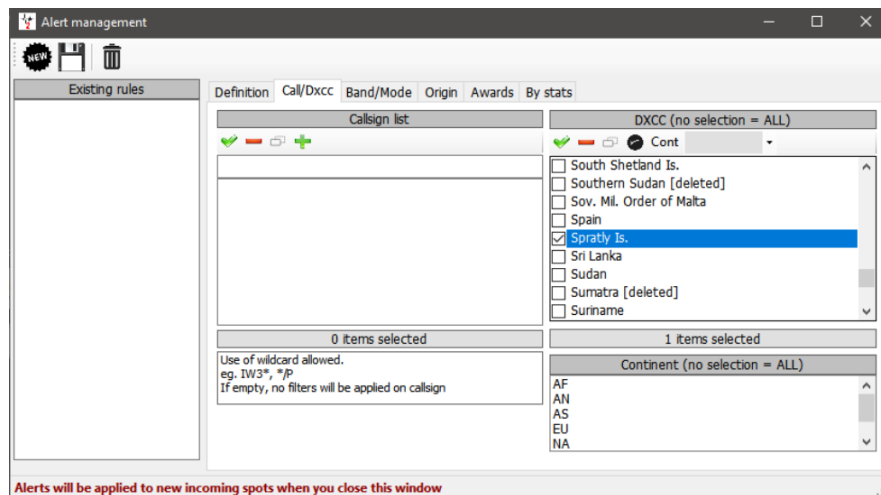 Alert management
NEW
Existing rules
Definition Call/Dxcc Band/Mode Origin Awards By stats
Callsign list
DXCC (no selection = ALL)
Cont
South Shetland Is.
Southern Sudan [deleted]
Sov. Mil. Order of Malta
Spain
Spratly Is.
Sri Lanka
Sudan
Sumatra [deleted]
Suriname
0 items selected
1 items selected
Use of wildcard allowed.
eg. IW3*, */P
If empty, no filters will be applied on callsign
Continent (no selection = ALL)
AF
AN
AS
EU
NA
Alerts will be applied to new incoming spots when you close this window